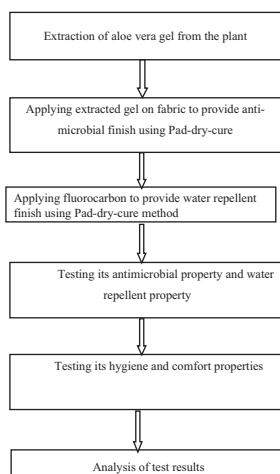 Extraction of aloe vera gel from the plant
Applying extracted gel on fabric to provide anti-
microbial finish using Pad-dry-cure
Applying fluorocarbon to provide water repellent
finish using Pad-dry-cure method
Testing its antimicrobial property and water
repellent property
Testing its hygiene and comfort properties
Analysis of test results